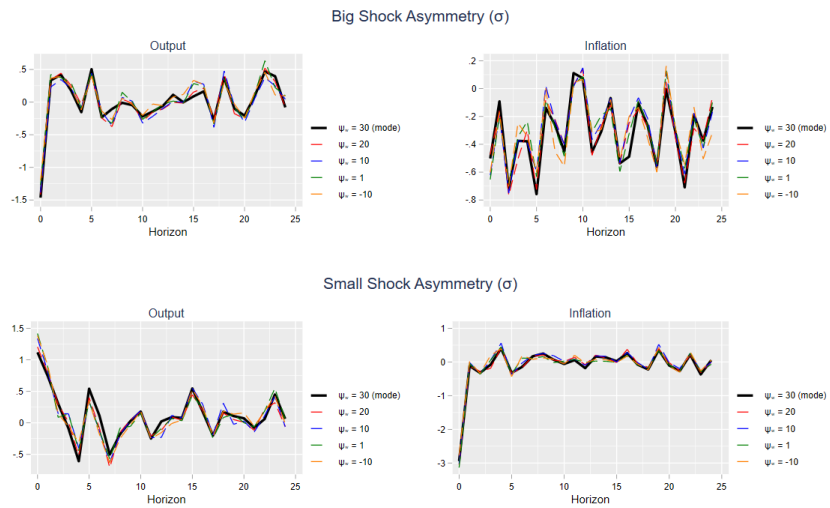 Big Shock Asymmetry (σ)
Output
.5
0
-.5
-1
-1.5
0 5 10 15 20 25
Horizon
ψ₊ = 30 (mode)
ψ₊ = 20
ψ₊ = 10
ψ₊ = 1
ψ₊ = -10
Inflation
.2
0
-.2
-.4
-.6
-.8
0 5 10 15 20 25
Horizon
ψ₊ = 30 (mode)
ψ₊ = 20
ψ₊ = 10
ψ₊ = 1
ψ₊ = -10
Small Shock Asymmetry (σ)
Output
1.5
1
.5
0
-.5
0 5 10 15 20 25
Horizon
ψ₊ = 30 (mode)
ψ₊ = 20
ψ₊ = 10
ψ₊ = 1
ψ₊ = -10
Inflation
1
0
-1
-2
-3
0 5 10 15 20 25
Horizon
ψ₊ = 30 (mode)
ψ₊ = 20
ψ₊ = 10
ψ₊ = 1
ψ₊ = -10